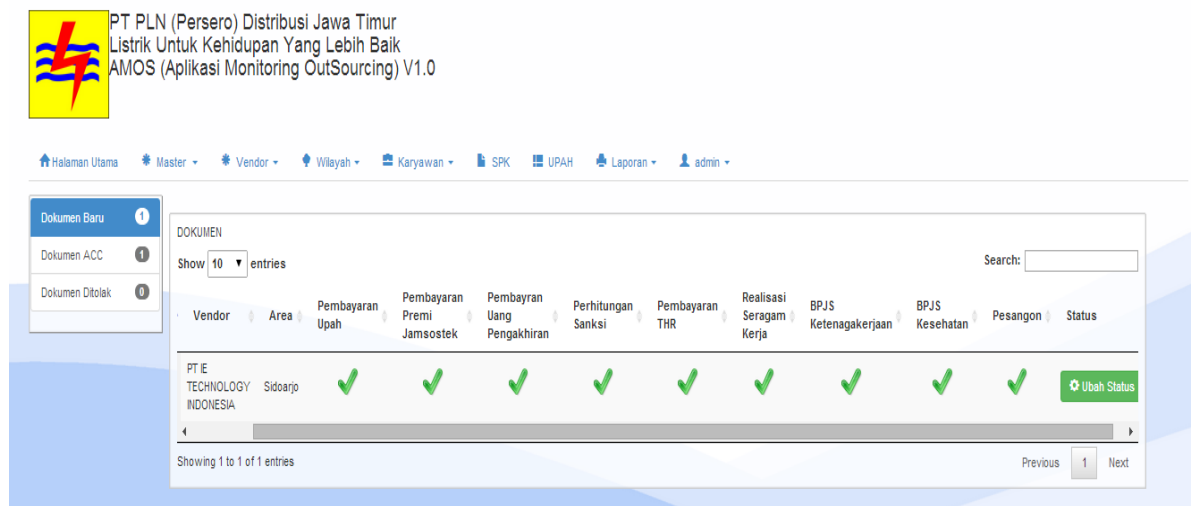 PT PLN (Persero) Distribusi Jawa Timur
Listrik Untuk Kehidupan Yang Lebih Baik
AMOS (Aplikasi Monitoring OutSourcing) V1.0
Halaman Utama Master Vendor Wilayah Karyawan SPK UPAH Laporan admin
Dokumen Baru 1
Dokumen ACC 1
Dokumen Ditolak 0
DOKUMEN
Show 10 entries
Search:
Vendor Area Pembayaran Upah Pembayaran Premi Jamsostek Pembayran Uang Pengakhiran Perhitungan Sanksi Pembayaran THR Realisasi Seragam Kerja BPJS Ketenagakerjaan BPJS Kesehatan Pesangon Status
PT IE TECHNOLOGY INDONESIA Sidoarjo Ubah Status
Showing 1 to 1 of 1 entries
Previous 1 Next